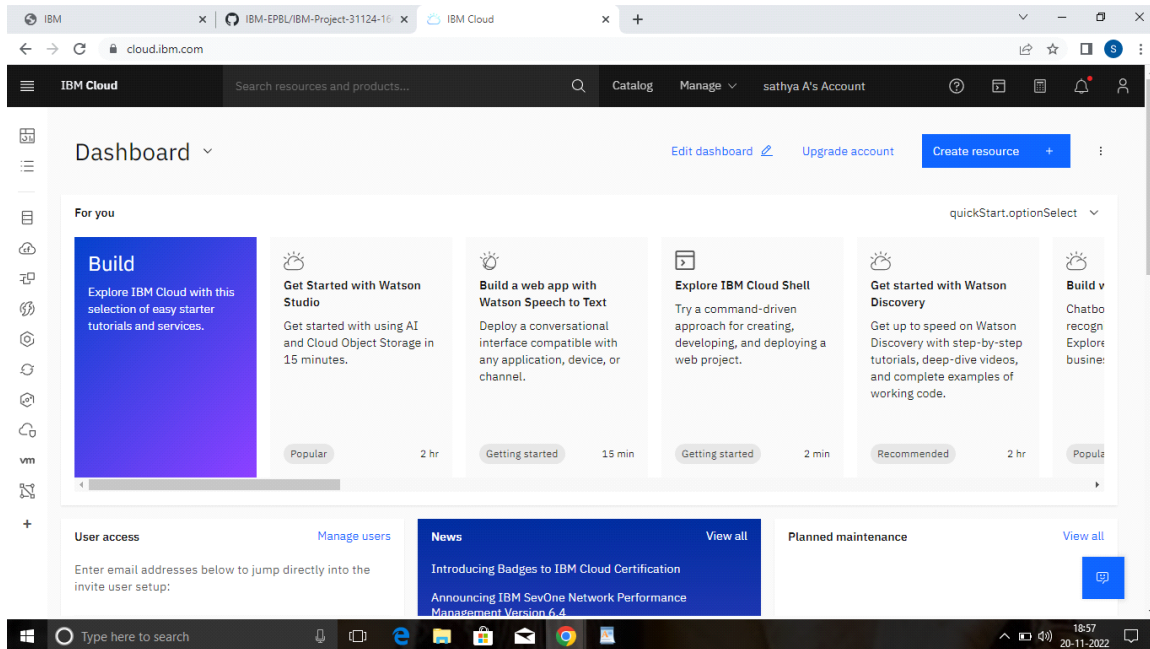 IBM
IBM-EPBL/IBM-Project-31124-16
IBM Cloud
cloud.ibm.com
S
IBM Cloud
Search resources and products...
Catalog
Manage
sathya A's Account
Dashboard
Edit dashboard
Upgrade account
Create resource +
For you
quickStart.optionSelect
Build
Explore IBM Cloud with this
selection of easy starter
tutorials and services.
Get Started with Watson
Studio
Get started with using AI
and Cloud Object Storage in
15 minutes.
Popular
2 hr
Build a web app with
Watson Speech to Text
Deploy a conversational
interface compatible with
any application, device, or
channel.
Getting started
15 min
Explore IBM Cloud Shell
Try a command-driven
approach for creating,
developing, and deploying a
web project.
Getting started
2 min
Get started with Watson
Discovery
Get up to speed on Watson
Discovery with step-by-step
tutorials, deep-dive videos,
and complete examples of
working code.
Recommended
2 hr
Build
Chatbo
recogn
Explore
busine
Popula
vm
User access
Manage users
Enter email addresses below to jump directly into the
invite user setup:
News
View all
Introducing Badges to IBM Cloud Certification
Announcing IBM SevOne Network Performance
Management Version 6.4
Planned maintenance
View all
Type here to search
18:57
20-11-2022